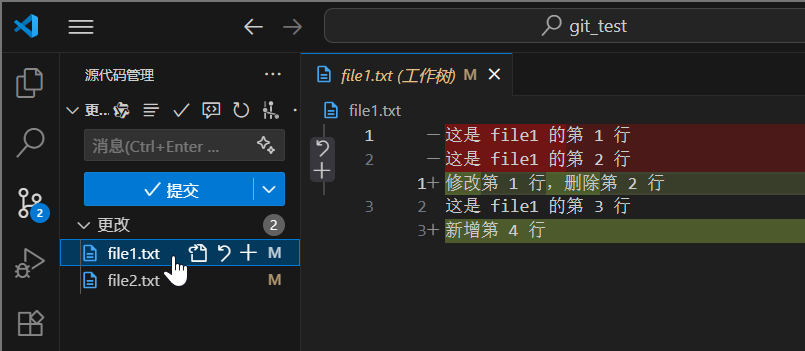 git_test
源代码管理
file1.txt (工作树) M
更...
file1.txt
消息(Ctrl+Enter ...
提交
更改 2
file1.txt M
file2.txt M
2
1 − 这是 file1 的第 1 行
2 − 这是 file1 的第 2 行
1+ 修改第 1 行，删除第 2 行
3 2 这是 file1 的第 3 行
3+ 新增第 4 行